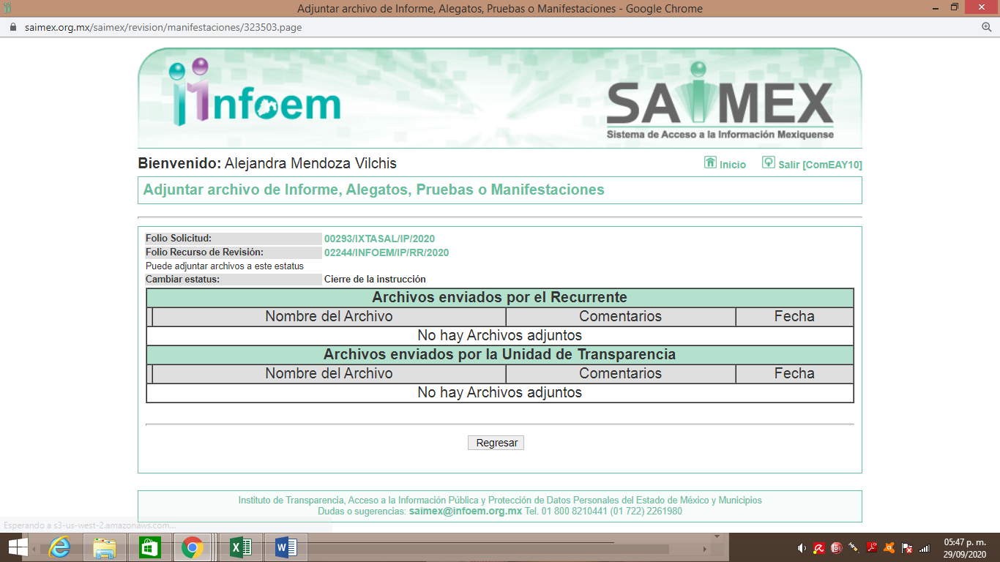 Adjuntar archivo de Informe, Alegatos, Pruebas o Manifestaciones - Google Chrome
saimex.org.mx/saimex/revision/manifestaciones/323503.page
infoem
SAIMEX
Sistema de Acceso a la Información Mexiquense
Bienvenido: Alejandra Mendoza Vilchis
Inicio Salir [ComEAY10]
Adjuntar archivo de Informe, Alegatos, Pruebas o Manifestaciones
Folio Solicitud: 00293/IXTASAL/IP/2020
Folio Recurso de Revisión: 02244/INFOEM/IP/RR/2020
Puede adjuntar archivos a este estatus
Cambiar estatus: Cierre de la instrucción
Archivos enviados por el Recurrente
Nombre del Archivo Comentarios Fecha
No hay Archivos adjuntos
Archivos enviados por la Unidad de Transparencia
Nombre del Archivo Comentarios Fecha
No hay Archivos adjuntos
Regresar
Instituto de Transparencia, Acceso a la Información Pública y Protección de Datos Personales del Estado de México y Municipios
Dudas o sugerencias: saimex@infoem.org.mx Tel. 01 800 8210441 (01 722) 2261980
Esperando a s3-us-west-2.amazonaws.com...
05:47 p. m.
29/09/2020